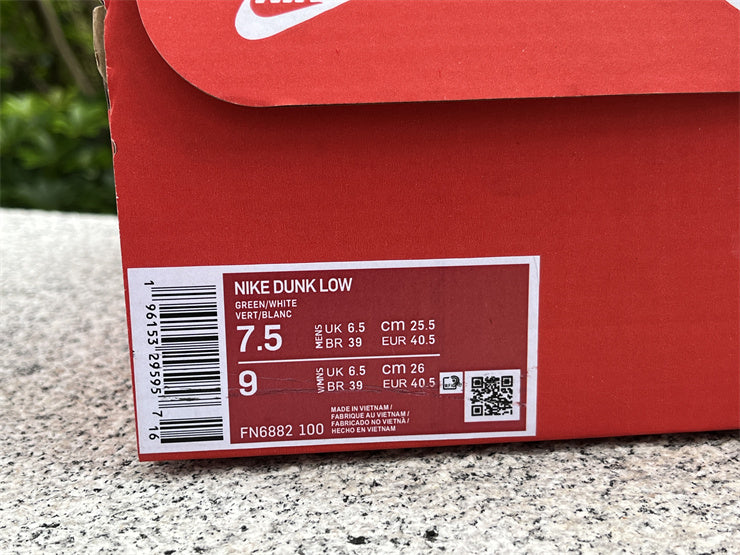 NIKE DUNK LOW
GREEN/WHITE
VERT/BLANC
7.5 MENS UK 6.5 cm 25.5
BR 39 EUR 40.5
9 WMNS UK 6.5 cm 26
BR 39 EUR 40.5
MADE IN VIETNAM /
FABRIQUE AU VIETNAM /
FABRICADO NO VIETNÃ /
HECHO EN VIETNAM
FN6882 100
1 96153 29595 716